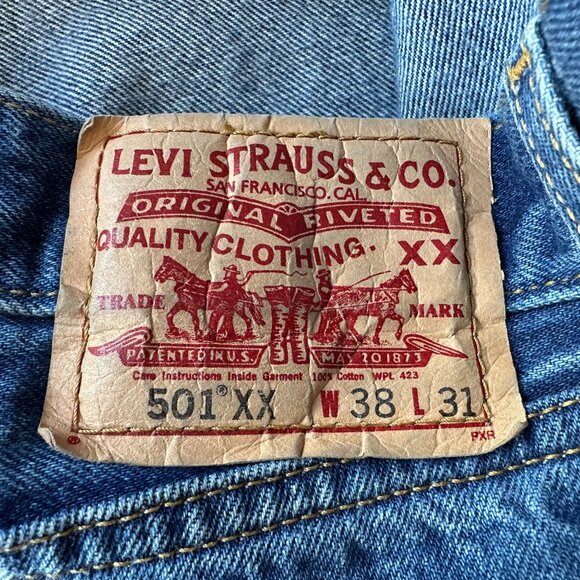 LEVI STRAUSS & CO.
SAN FRANCISCO, CAL.
ORIGINAL RIVETED
QUALITY CLOTHING. XX
TRADE MARK
PATENTED IN U.S. MAY 20 1873
Care Instructions Inside Garment 100% Cotton WPL 423
501® XX W 38 L 31
® PXR